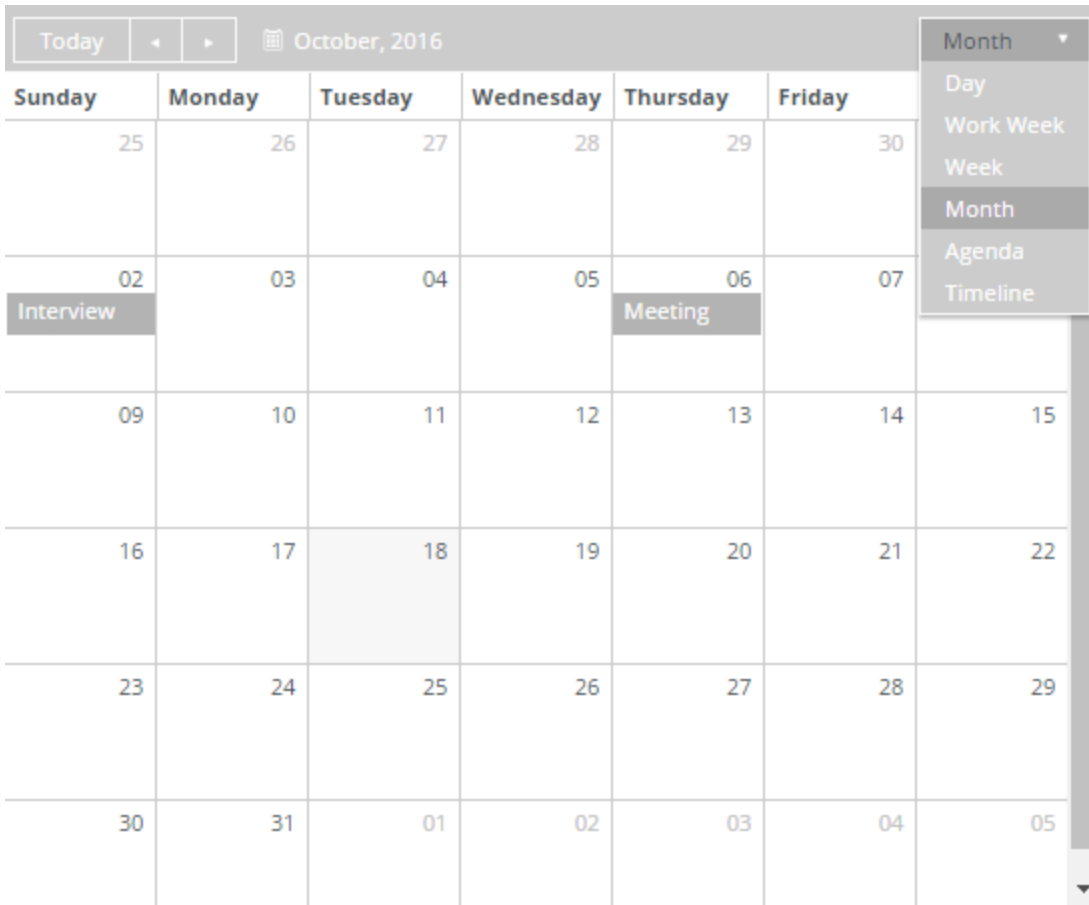 Today October, 2016 Month
Day
Work Week
Week
Month
Agenda
Timeline
Sunday Monday Tuesday Wednesday Thursday Friday
25 26 27 28 29 30
02 03 04 05 06 07
Interview Meeting
09 10 11 12 13 14 15
16 17 18 19 20 21 22
23 24 25 26 27 28 29
30 31 01 02 03 04 05